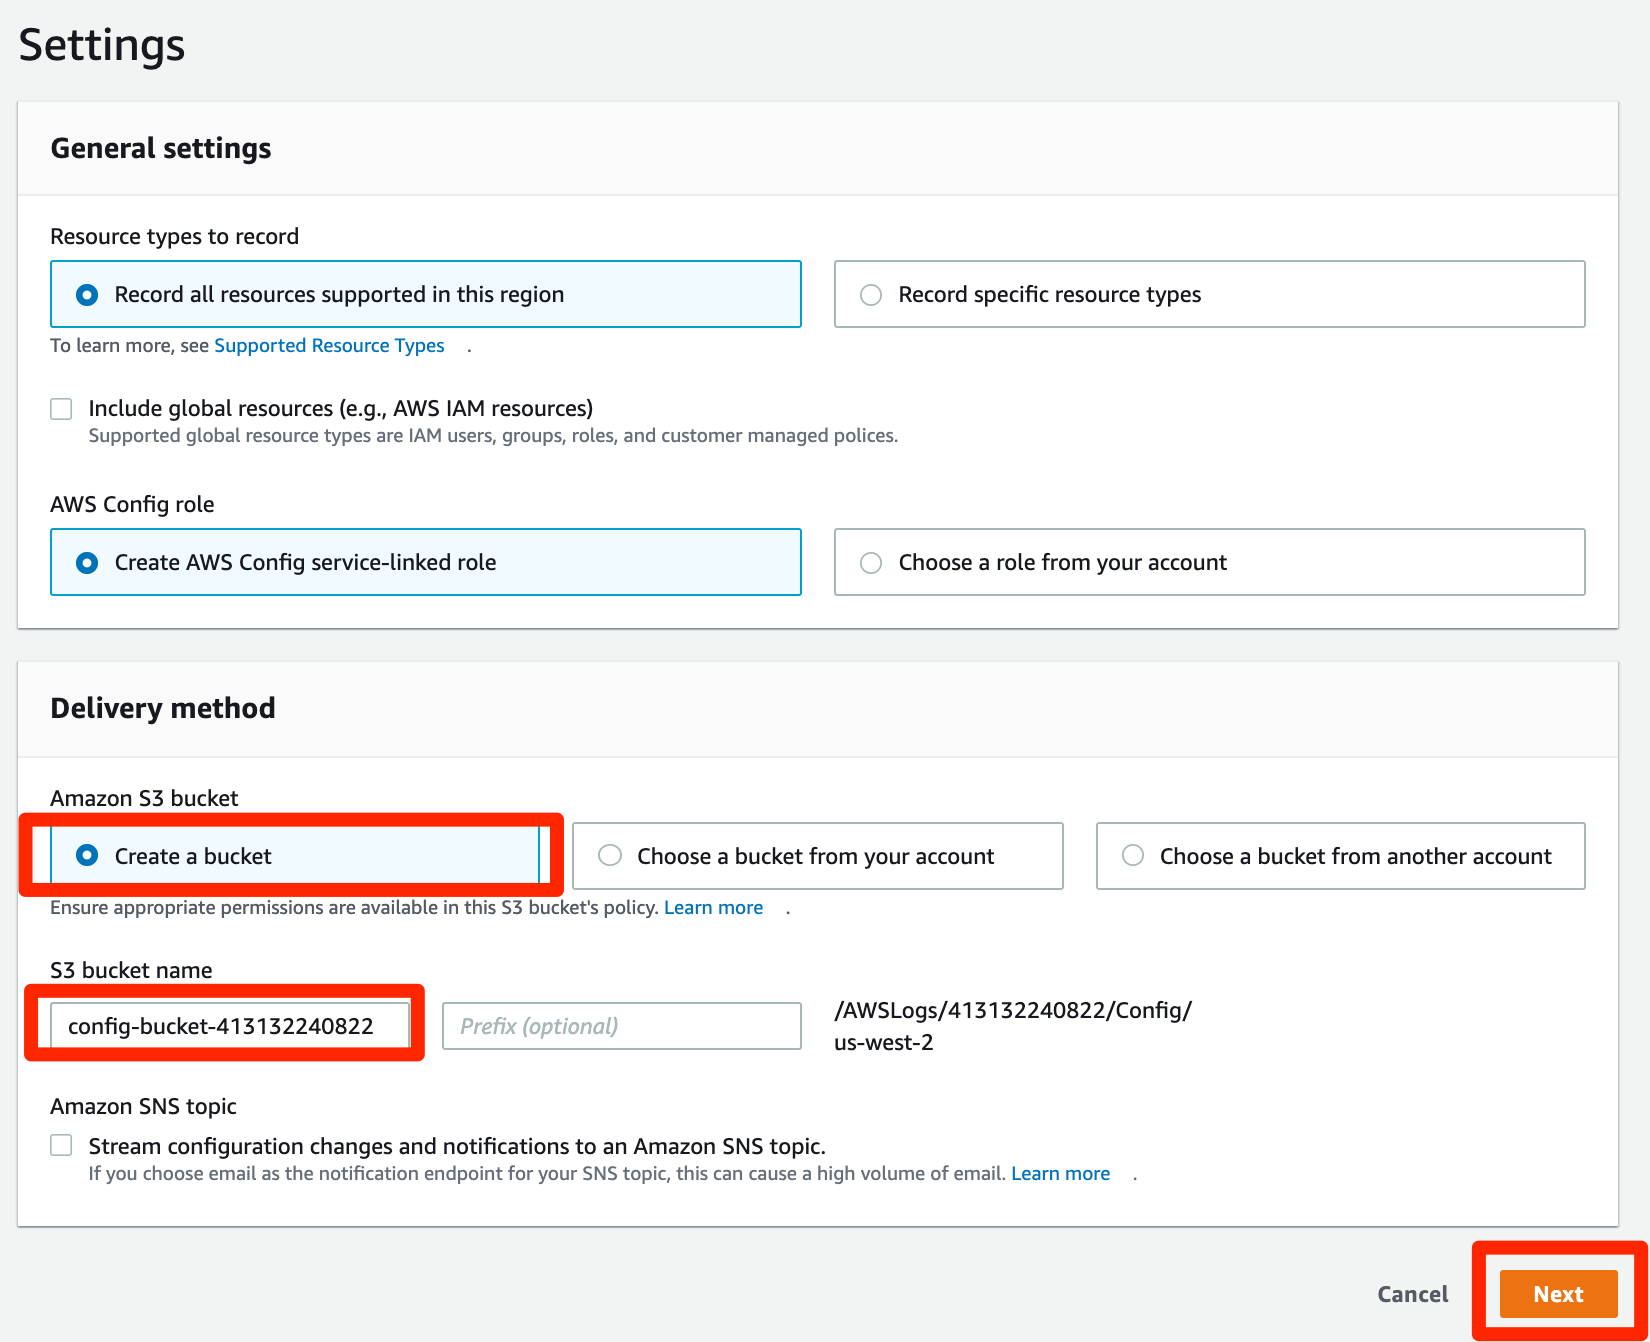 Settings
General settings
Resource types to record
Record all resources supported in this region
Record specific resource types
To learn more, see Supported Resource Types .
Include global resources (e.g., AWS IAM resources)
Supported global resource types are IAM users, groups, roles, and customer managed polices.
AWS Config role
Create AWS Config service-linked role
Choose a role from your account
Delivery method
Amazon S3 bucket
Create a bucket
Choose a bucket from your account
Choose a bucket from another account
Ensure appropriate permissions are available in this S3 bucket's policy. Learn more .
S3 bucket name
config-bucket-413132240822
Prefix (optional)
/AWSLogs/413132240822/Config/
us-west-2
Amazon SNS topic
Stream configuration changes and notifications to an Amazon SNS topic.
If you choose email as the notification endpoint for your SNS topic, this can cause a high volume of email. Learn more .
Cancel
Next